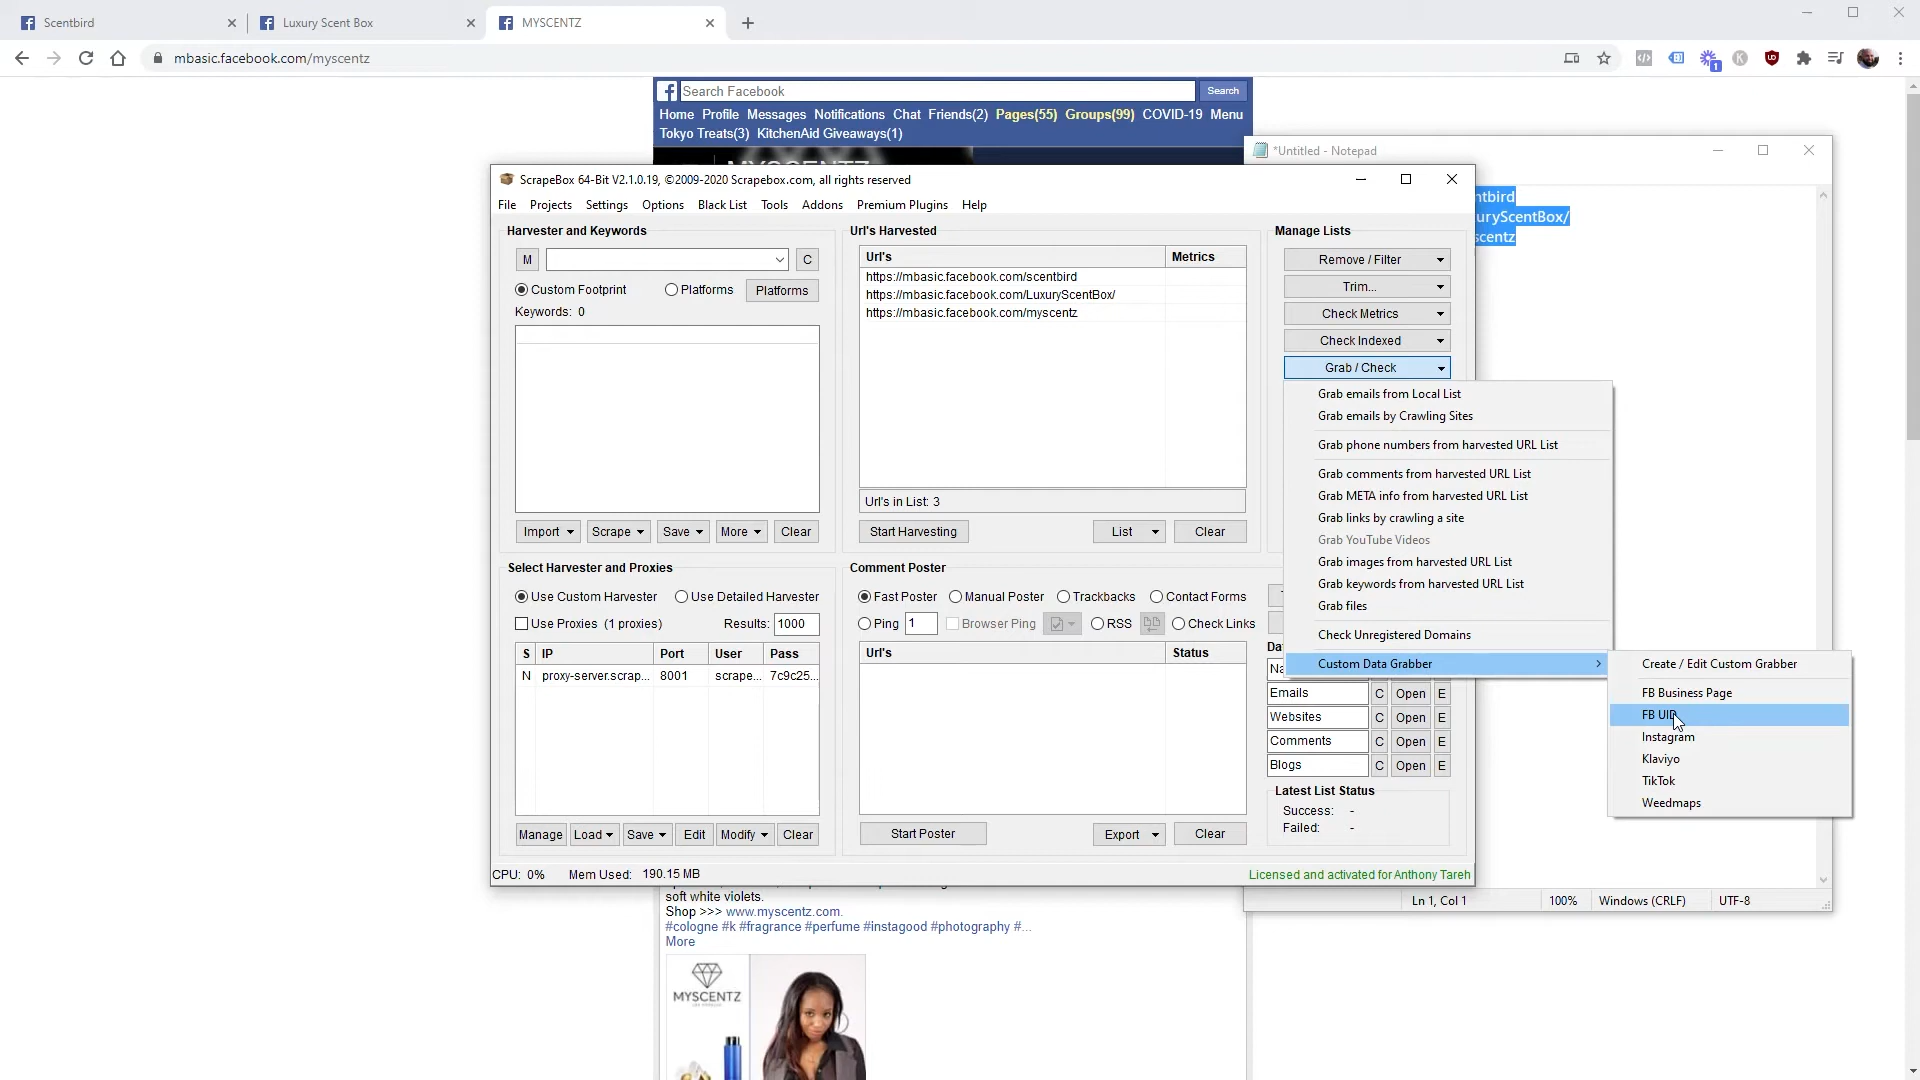 Scentbird
Luxury Scent Box
MYSCENTZ
mbasic.facebook.com/myscentz
1
Search Facebook
Search
Home Profile Messages Notifications Chat Friends(2) Pages(55) Groups(99) COVID-19 Menu
Tokyo Treats(3) KitchenAid Giveaways(1)
*Untitled - Notepad
ScrapeBox 64-Bit V2.1.0.19, ©2009-2020 Scrapebox.com, all rights reserved
File Projects Settings Options Black List Tools Addons Premium Plugins Help
ntbird
uryScentBox/
scentz
Harvester and Keywords
M
C
Custom Footprint
Platforms
Platforms
Keywords: 0
Import
Scrape
Save
More
Clear
Url's Harvested
Url's Metrics
https://mbasic.facebook.com/scentbird
https://mbasic.facebook.com/LuxuryScentBox/
https://mbasic.facebook.com/myscentz
Url's in List: 3
Start Harvesting
List
Clear
Manage Lists
Remove / Filter
Trim...
Check Metrics
Check Indexed
Grab / Check
Grab emails from Local List
Grab emails by Crawling Sites
Grab phone numbers from harvested URL List
Grab comments from harvested URL List
Grab META info from harvested URL List
Grab links by crawling a site
Grab YouTube Videos
Grab images from harvested URL List
Grab keywords from harvested URL List
Grab files
Check Unregistered Domains
Custom Data Grabber
Create / Edit Custom Grabber
FB Business Page
FB UID
Instagram
Klaviyo
TikTok
Weedmaps
Select Harvester and Proxies
Use Custom Harvester
Use Detailed Harvester
Use Proxies (1 proxies)
Results: 1000
S IP Port User Pass
N proxy-server.scrap... 8001 scrape... 7c9c25...
Manage
Load
Save
Edit
Modify
Clear
Comment Poster
Fast Poster
Manual Poster
Trackbacks
Contact Forms
Ping 1
Browser Ping
RSS
Check Links
Url's Status
Start Poster
Export
Clear
Da
Na
Emails C Open E
Websites C Open E
Comments C Open E
Blogs C Open E
Latest List Status
Success: -
Failed: -
CPU: 0% Mem Used: 190.15 MB
Licensed and activated for Anthony Tareh
Ln 1, Col 1 100% Windows (CRLF) UTF-8
soft white violets.
Shop >>> www.myscentz.com.
#cologne #k #fragrance #perfume #instagood #photography #...
More
MYSCENTZ